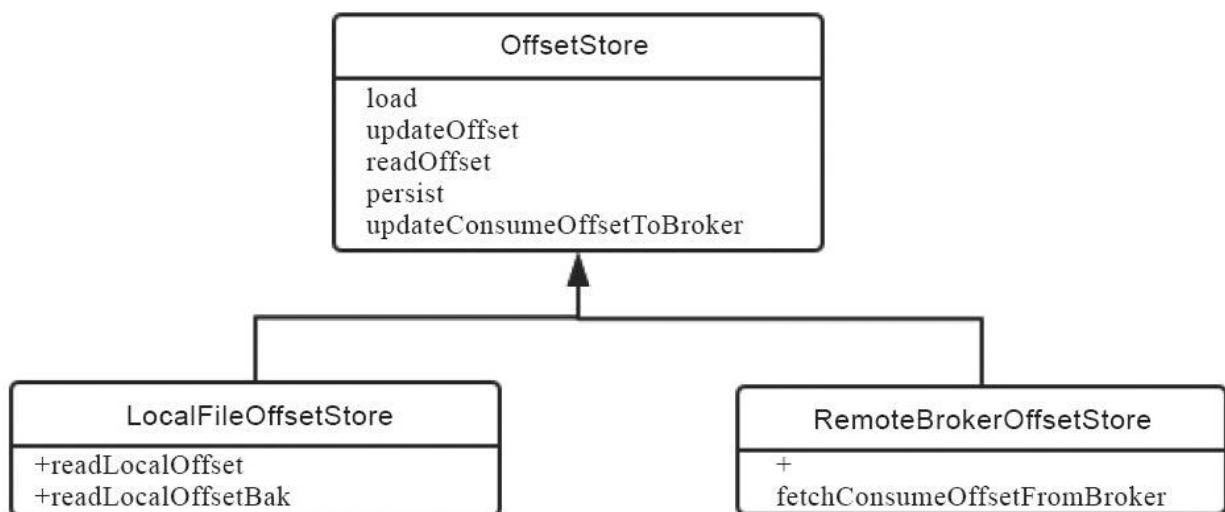 OffsetStore
load
updateOffset
readOffset
persist
updateConsumeOffsetToBroker
LocalFileOffsetStore
+readLocalOffset
+readLocalOffsetBak
RemoteBrokerOffsetStore
+
fetchConsumeOffsetFromBroker